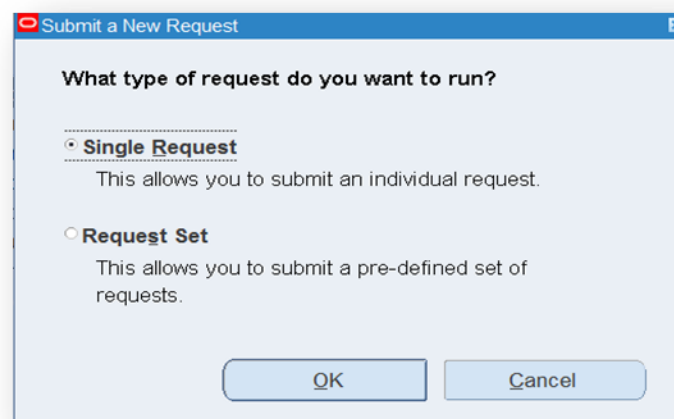 Submit a New Request
What type of request do you want to run?
Single Request
This allows you to submit an individual request.
Request Set
This allows you to submit a pre-defined set of
requests.
OK
Cancel